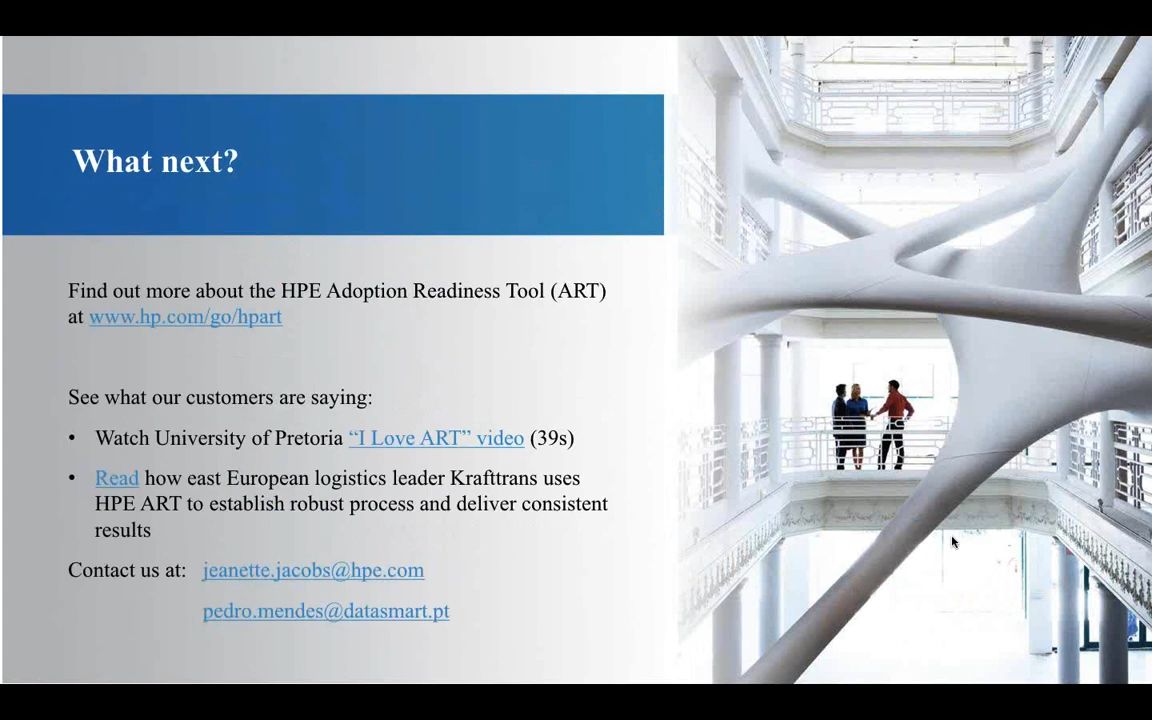 What next?
Find out more about the HPE Adoption Readiness Tool (ART)
at www.hp.com/go/hpart
See what our customers are saying:
• Watch University of Pretoria “I Love ART” video (39s)
• Read how east European logistics leader Krafttrans uses
HPE ART to establish robust process and deliver consistent
results
Contact us at: jeanette.jacobs@hpe.com
pedro.mendes@datasmart.pt